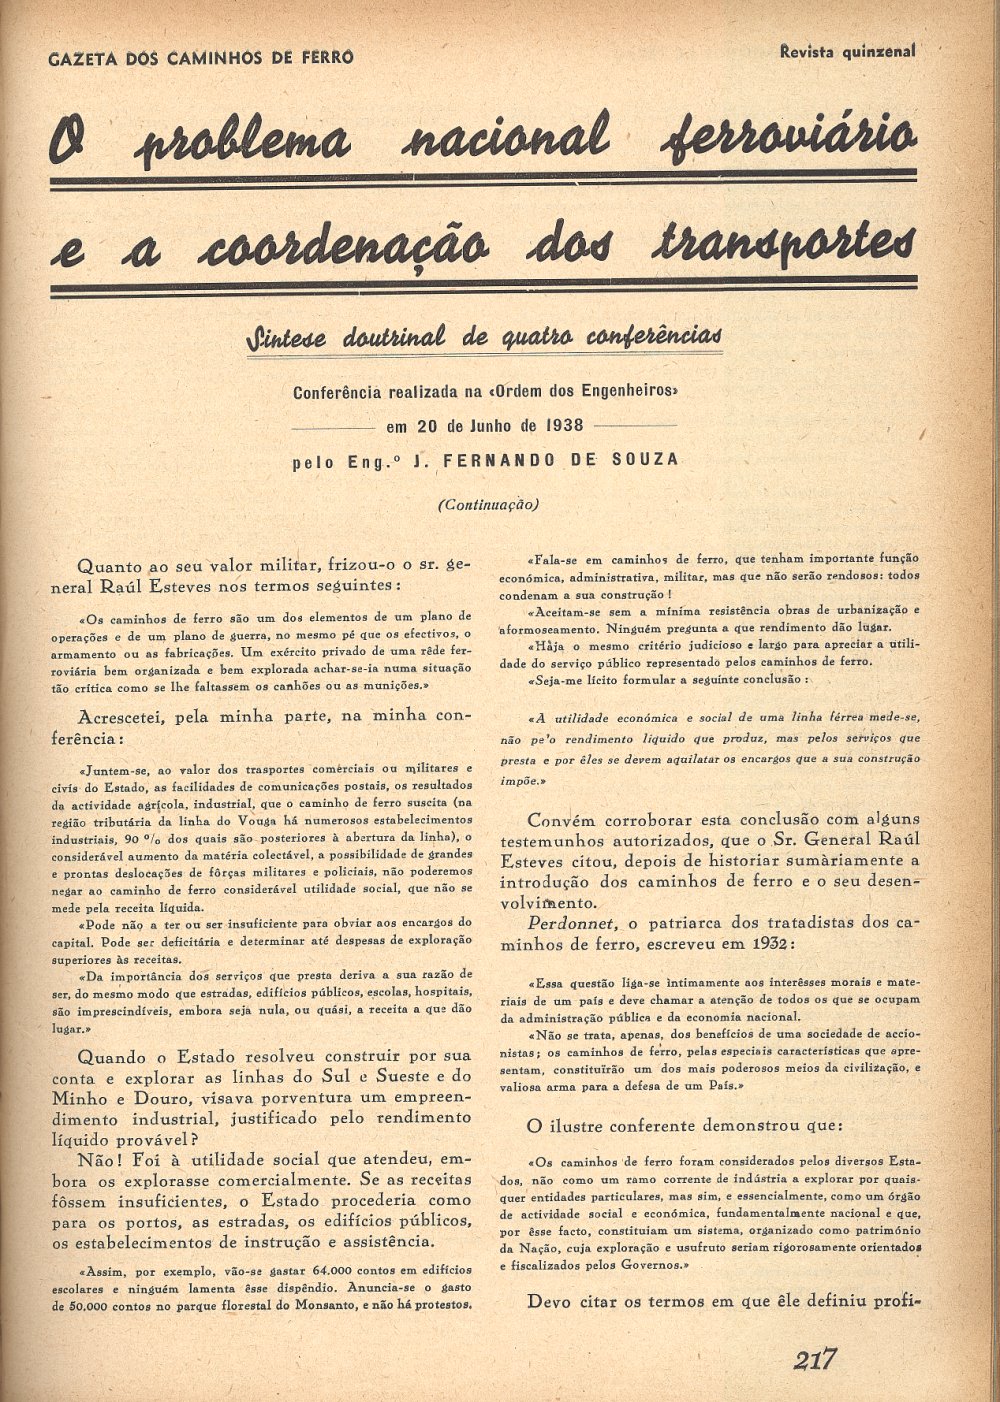 GAZETA DOS CAMINHOS DE FERRO
Revista quinzenal
O problema nacional ferroviário
e a coordenação dos transportes
Síntese doutrinal de quatro conferências
Conferência realizada na «Ordem dos Engenheiros»
em 20 de Junho de 1938
pelo Eng.º J. FERNANDO DE SOUZA
(Continuação)
Quanto ao seu valor militar, frizou-o o sr. ge-
neral Raúl Esteves nos termos seguintes:
«Os caminhos de ferro são um dos elementos de um plano de
operações e de um plano de guerra, no mesmo pé que os efectivos, o
armamento ou as fabricações. Um exército privado de uma rêde fer-
roviária bem organizada e bem explorada achar-se-ia numa situação
tão crítica como se lhe faltassem os canhões ou as munições.»
Acrescetei, pela minha parte, na minha con-
ferência:
«Juntem-se, ao valor dos trasportes comerciais ou militares e
civis do Estado, as facilidades de comunicações postais, os resultados
da actividade agrícola, industrial, que o caminho de ferro suscita (na
região tributária da linha do Vouga há numerosos estabelecimentos
industriais, 90 % dos quais são posteriores à abertura da linha), o
considerável aumento da matéria colectável, a possibilidade de grandes
e prontas deslocações de fôrças militares e policiais, não poderemos
negar ao caminho de ferro considerável utilidade social, que não se
mede pela receita líquida.
«Pode não a ter ou ser insuficiente para obviar aos encargos do
capital. Pode ser deficitária e determinar até despesas de exploração
superiores às receitas.
«Da importância dos serviços que presta deriva a sua razão de
ser, do mesmo modo que estradas, edifícios públicos, escolas, hospitais,
são imprescindíveis, embora seja nula, ou quási, a receita a que dão
lugar.»
Quando o Estado resolveu construir por sua
conta e explorar as linhas do Sul e Sueste e do
Minho e Douro, visava porventura um empreen-
dimento industrial, justificado pelo rendimento
líquido provável?
Não! Foi à utilidade social que atendeu, em-
bora os explorasse comercialmente. Se as receitas
fôssem insuficientes, o Estado procederia como
para os portos, as estradas, os edifícios públicos,
os estabelecimentos de instrução e assistência.
«Assim, por exemplo, vão-se gastar 64.000 contos em edifícios
escolares e ninguém lamenta êsse dispêndio. Anuncia-se o gasto
de 50.000 contos no parque florestal do Monsanto, e não há protestos.
«Fala-se em caminhos de ferro, que tenham importante função
económica, administrativa, militar, mas que não serão rendosos: todos
condenam a sua construção!
«Aceitam-se sem a mínima resistência obras de urbanização e
aformoseamento. Ninguém pregunta a que rendimento dão lugar.
«Hàja o mesmo critério judicioso e largo para apreciar a utili-
dade do serviço público representado pelos caminhos de ferro.
«Seja-me lícito formular a seguinte conclusão:
«A utilidade económica e social de uma linha férrea mede-se,
não pe'o rendimento líquido que produz, mas pelos serviços que
presta e por êles se devem aquilatar os encargos que a sua construção
impõe.»
Convém corroborar esta conclusão com alguns
testemunhos autorizados, que o Sr. General Raúl
Esteves citou, depois de historiar sumàriamente a
introdução dos caminhos de ferro e o seu desen-
volvimento.
Perdonnet, o patriarca dos tratadistas dos ca-
minhos de ferro, escreveu em 1932:
«Essa questão liga-se ìntimamente aos interêsses morais e mate-
riais de um país e deve chamar a atenção de todos os que se ocupam
da administração pública e da economia nacional.
«Não se trata, apenas, dos benefícios de uma sociedade de accio-
nistas; os caminhos de ferro, pelas especiais características que apre-
sentam, constituïrão um dos mais poderosos meios da civilização, e
valiosa arma para a defesa de um País.»
O ilustre conferente demonstrou que:
«Os caminhos de ferro foram considerados pelos diversos Esta-
dos, não como um ramo corrente de indústria a explorar por quais-
quer entidades particulares, mas sim, e essencialmente, como um órgão
de actividade social e económica, fundamentalmente nacional e que,
por êsse facto, constituiam um sistema, organizado como património
da Nação, cuja exploração e usufruto seriam rigorosamente orientados
e fiscalizados pelos Governos.»
Devo citar os termos em que êle definiu profi-
217